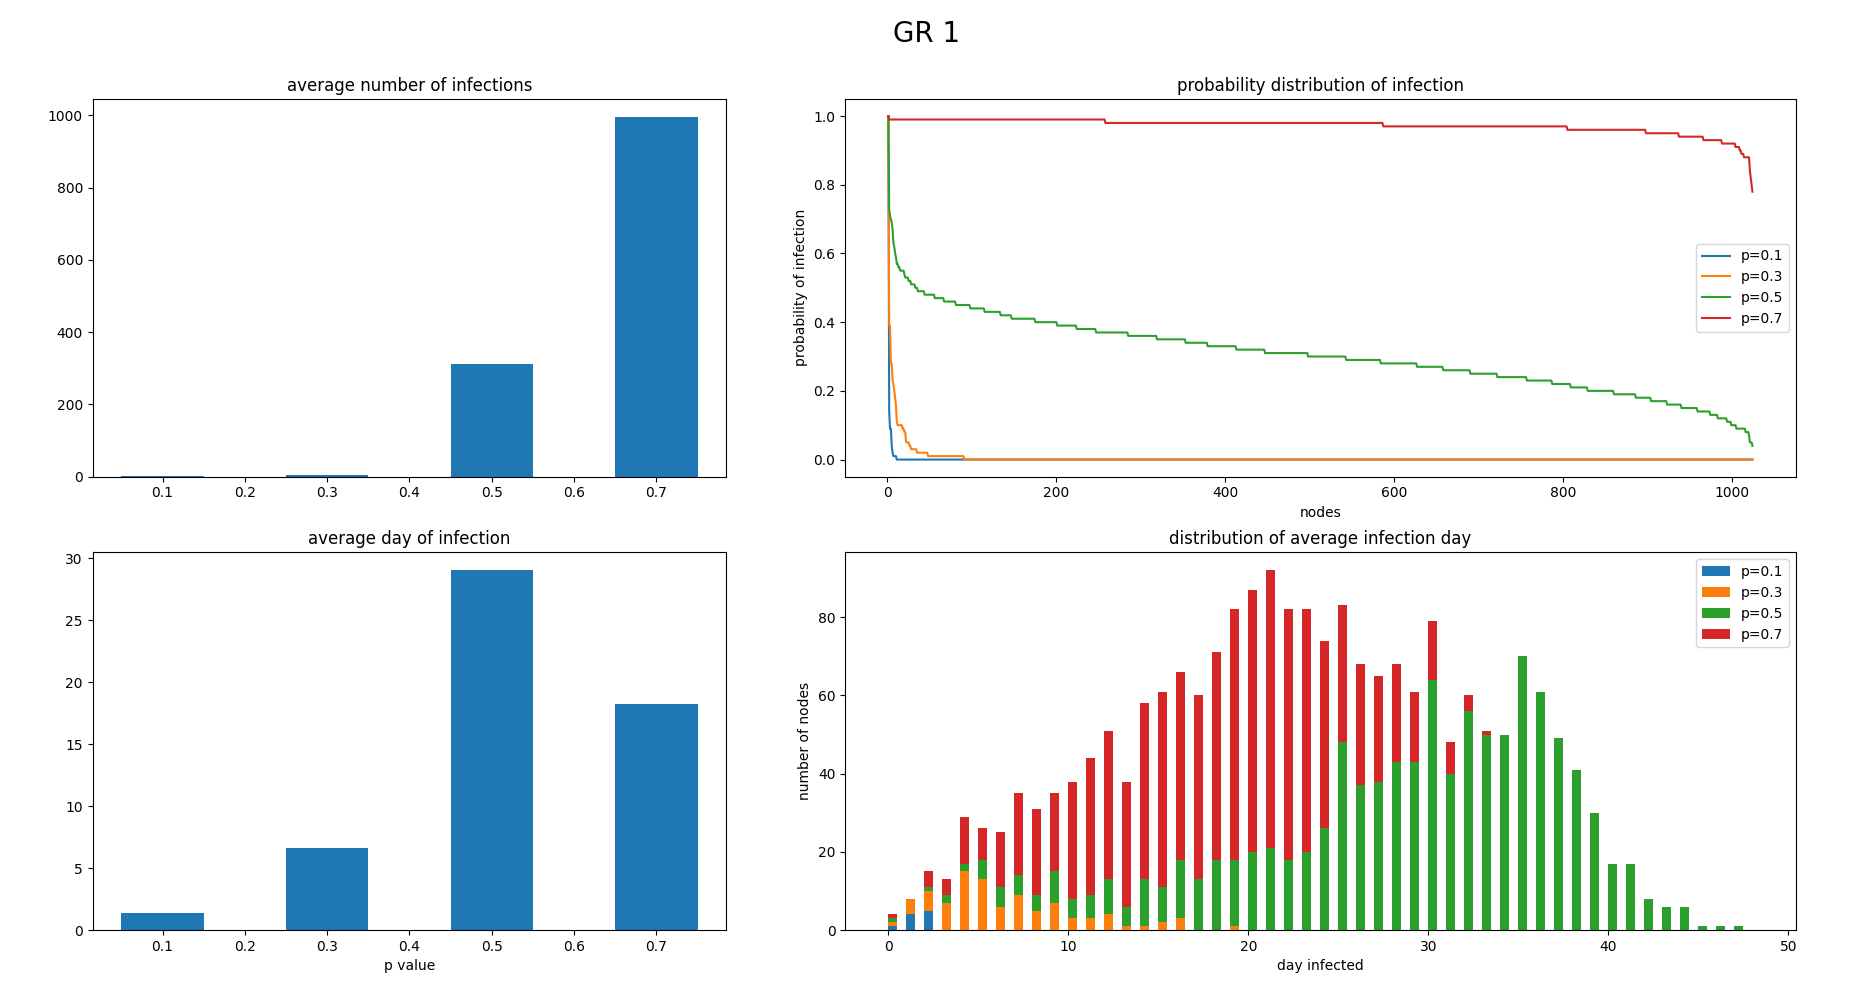 GR 1
average number of infections
1000
800
600
400
200
0
0.1 0.2 0.3 0.4 0.5 0.6 0.7
probability distribution of infection
probability of infection
1.0
0.8
0.6
0.4
0.2
0.0
p=0.1
p=0.3
p=0.5
p=0.7
0 200 400 600 800 1000
nodes
average day of infection
30
25
20
15
10
5
0
0.1 0.2 0.3 0.4 0.5 0.6 0.7
p value
distribution of average infection day
number of nodes
80
60
40
20
0
p=0.1
p=0.3
p=0.5
p=0.7
0 10 20 30 40 50
day infected